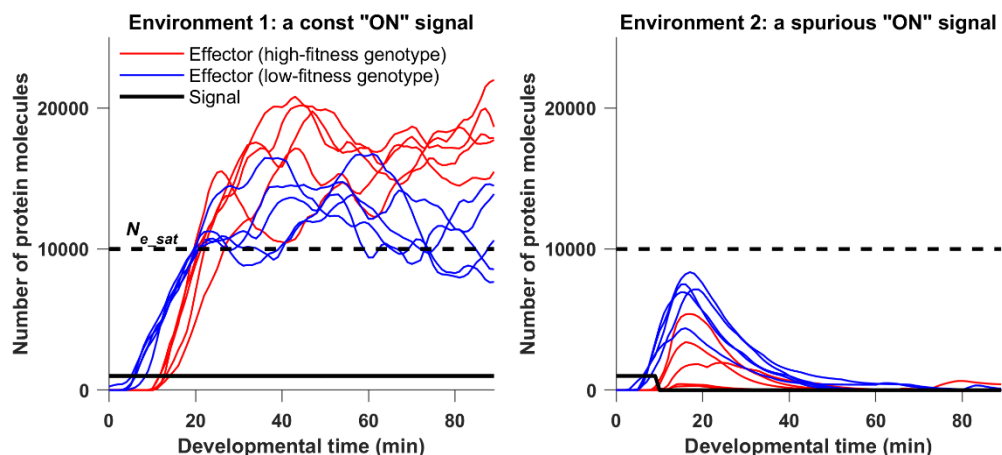 Environment 1: a const "ON" signal
Effector (high-fitness genotype)
Effector (low-fitness genotype)
Signal
N_e_sat
Number of protein molecules
20000
10000
0
0 20 40 60 80
Developmental time (min)
Environment 2: a spurious "ON" signal
Number of protein molecules
20000
10000
0
0 20 40 60 80
Developmental time (min)